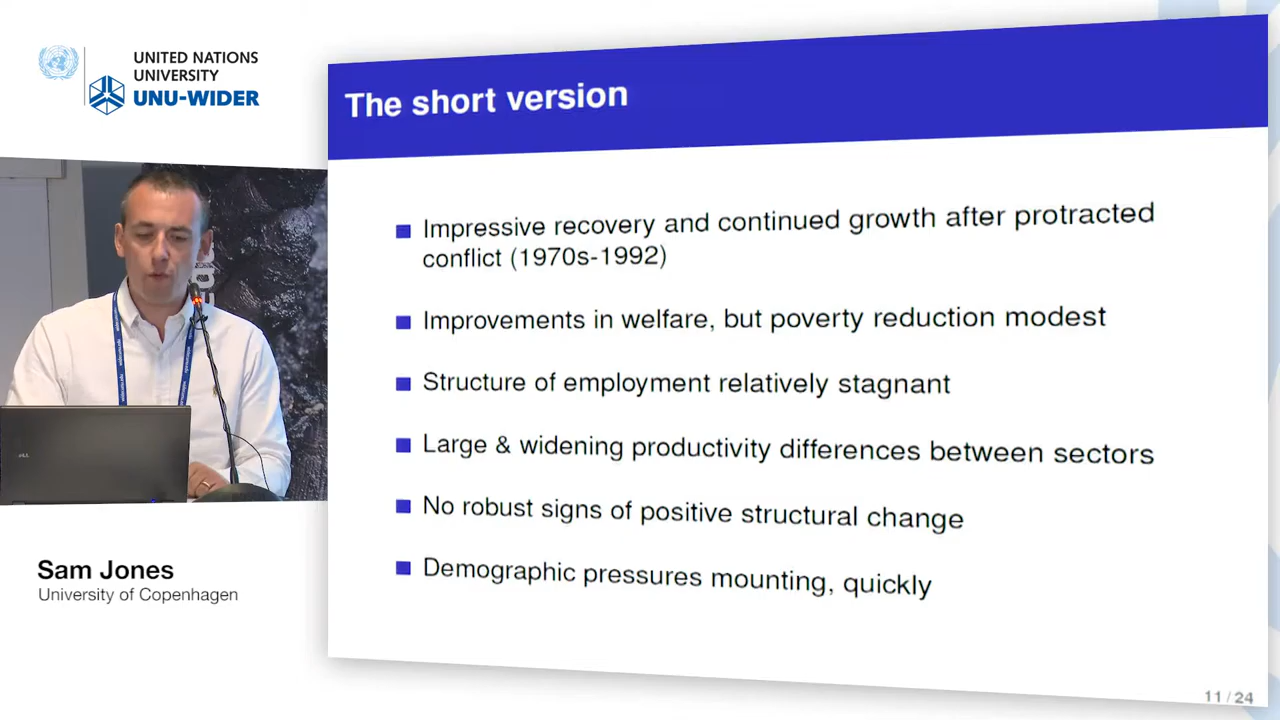 UNITED NATIONS
UNIVERSITY
UNU-WIDER
The short version
Impressive recovery and continued growth after protracted
conflict (1970s-1992)
Improvements in welfare, but poverty reduction modest
Structure of employment relatively stagnant
Large & widening productivity differences between sectors
No robust signs of positive structural change
Demographic pressures mounting, quickly
11 / 24
Sam Jones
University of Copenhagen